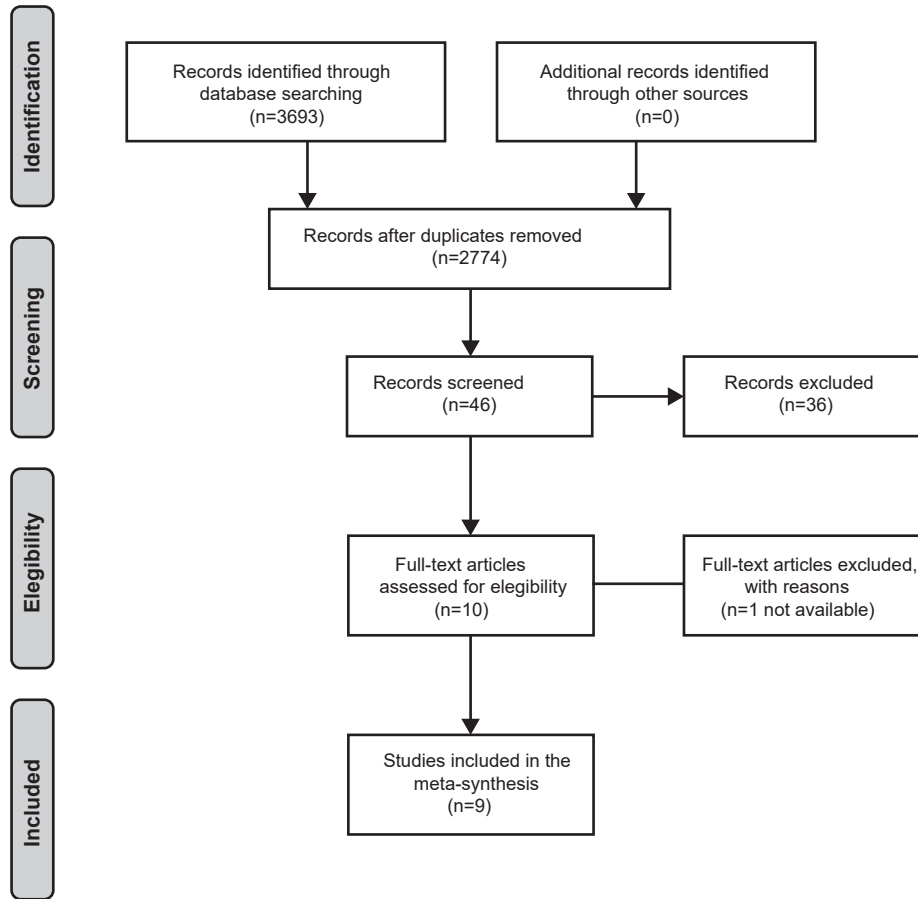 Identification
Records identified through
database searching
(n=3693)
Additional records identified
through other sources
(n=0)
Records after duplicates removed
(n=2774)
Screening
Records screened
(n=46)
Records excluded
(n=36)
Elegibility
Full-text articles
assessed for elegibility
(n=10)
Full-text articles excluded,
with reasons
(n=1 not available)
Included
Studies included in the
meta-synthesis
(n=9)